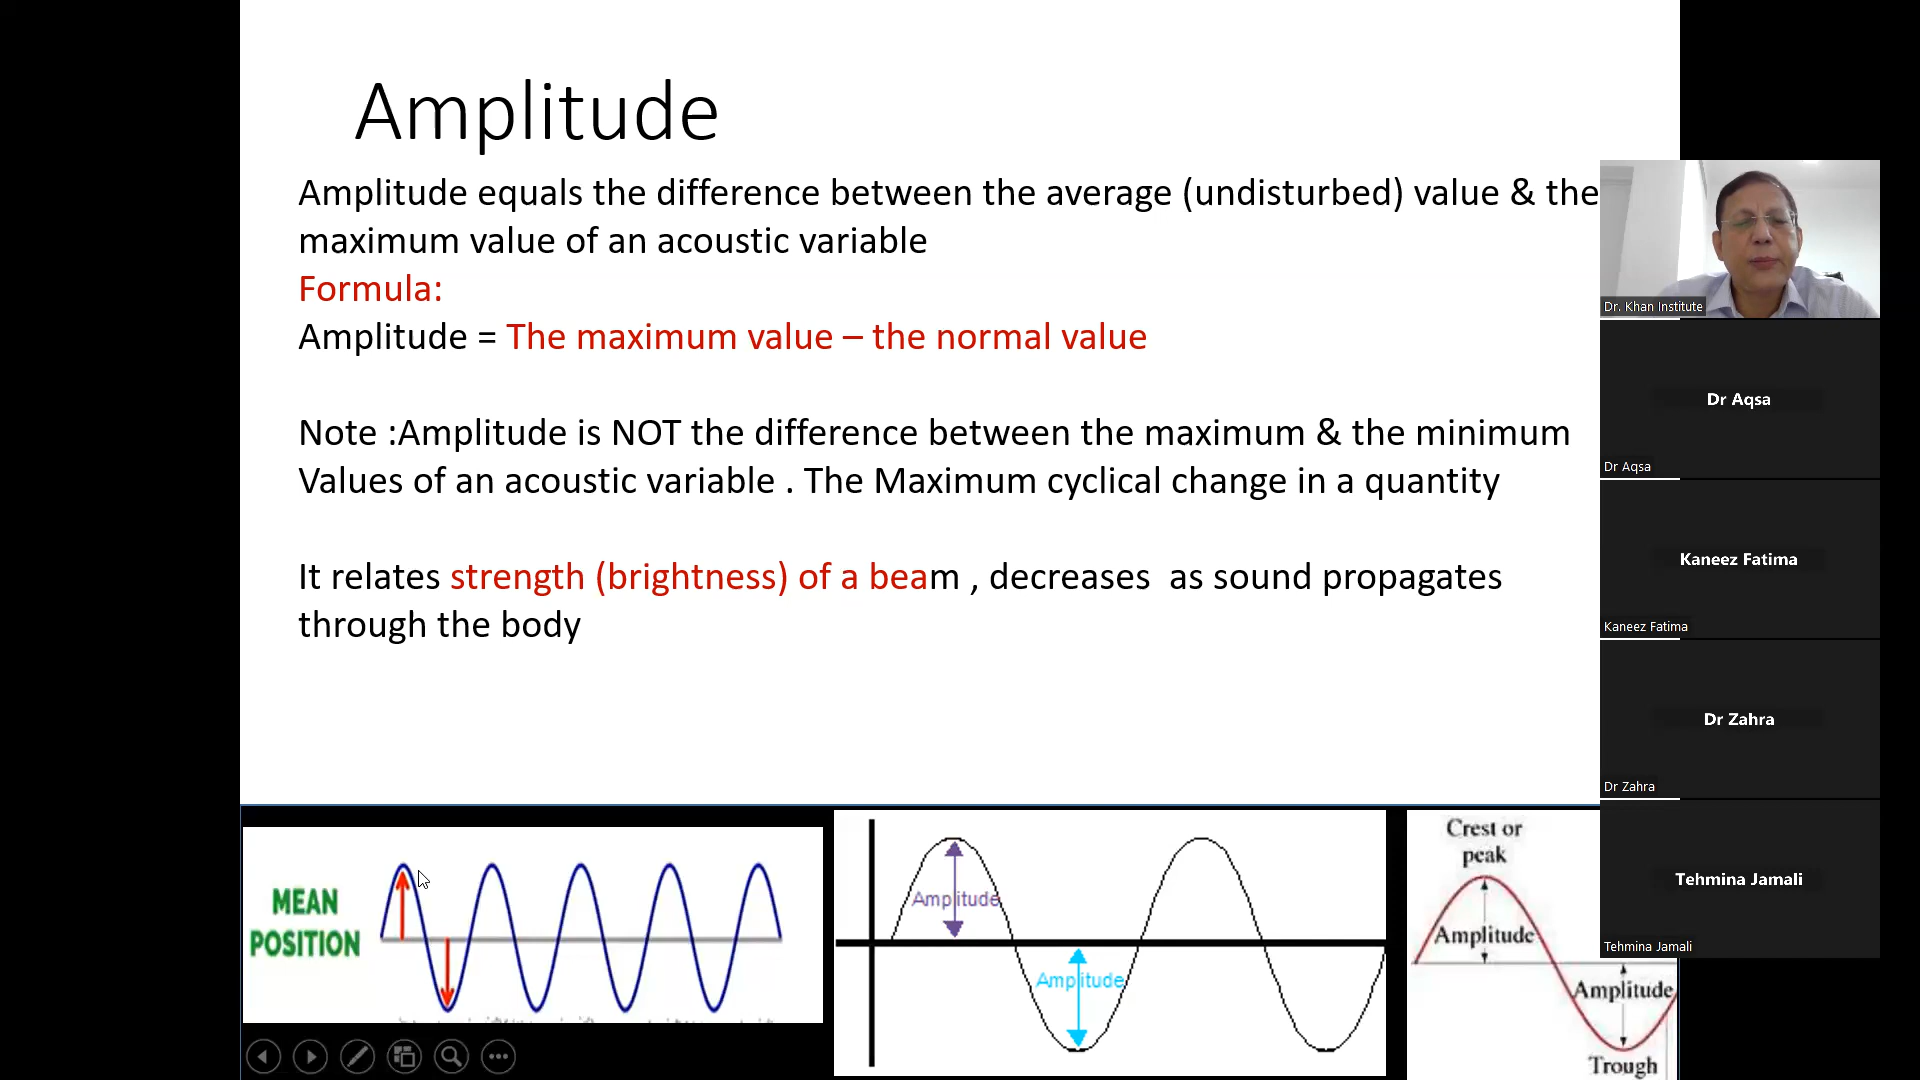 Amplitude
Amplitude equals the difference between the average (undisturbed) value & the
maximum value of an acoustic variable
Formula:
Amplitude = The maximum value – the normal value
Note :Amplitude is NOT the difference between the maximum & the minimum
Values of an acoustic variable . The Maximum cyclical change in a quantity
It relates strength (brightness) of a beam , decreases  as sound propagates
through the body
MEAN
POSITION
Amplitude
Amplitude
Crest or
peak
Amplitude
Amplitude
Trough
Dr. Khan Institute
Dr Aqsa
Dr Aqsa
Kaneez Fatima
Kaneez Fatima
Dr Zahra
Dr Zahra
Tehmina Jamali
Tehmina Jamali